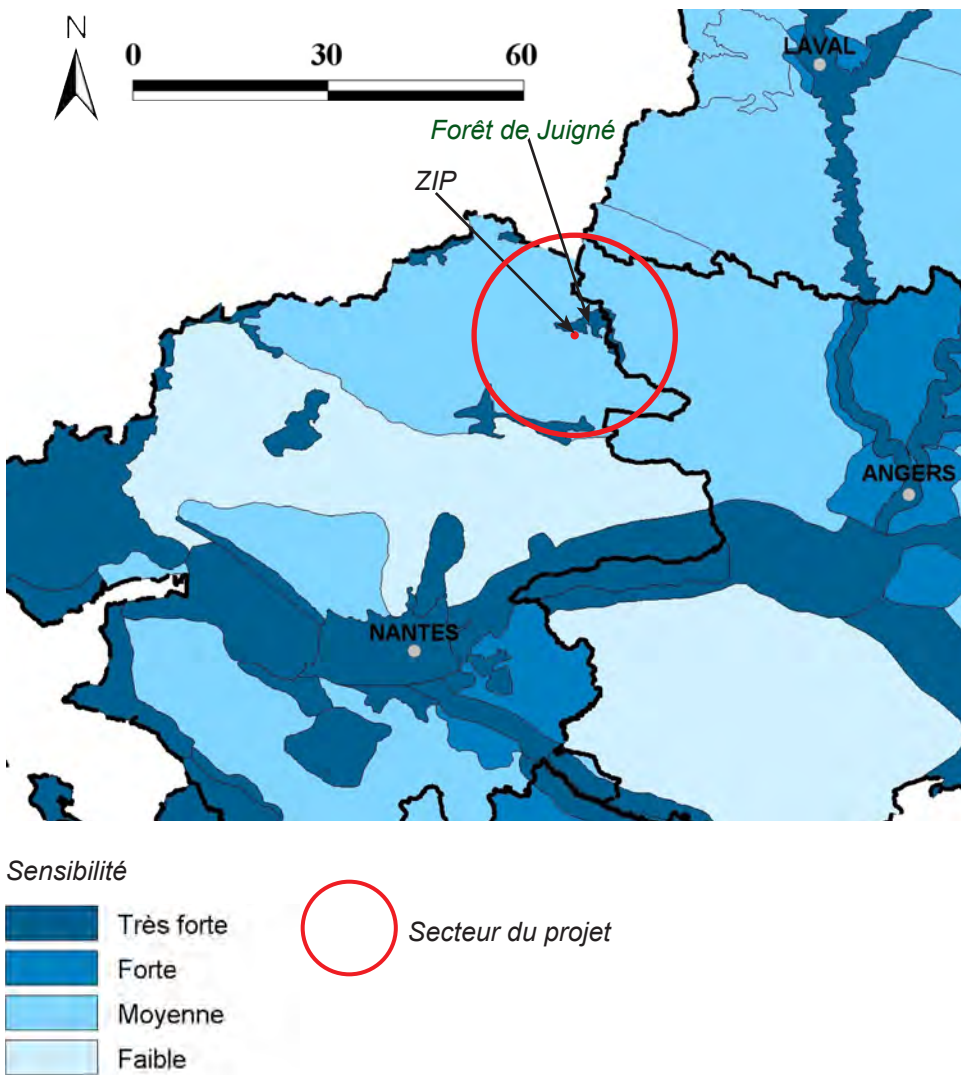 N
0 30 60
LAVAL
Forêt de Juigné
ZIP
ANGERS
NANTES
Sensibilité
Très forte
Forte
Moyenne
Faible
Secteur du projet